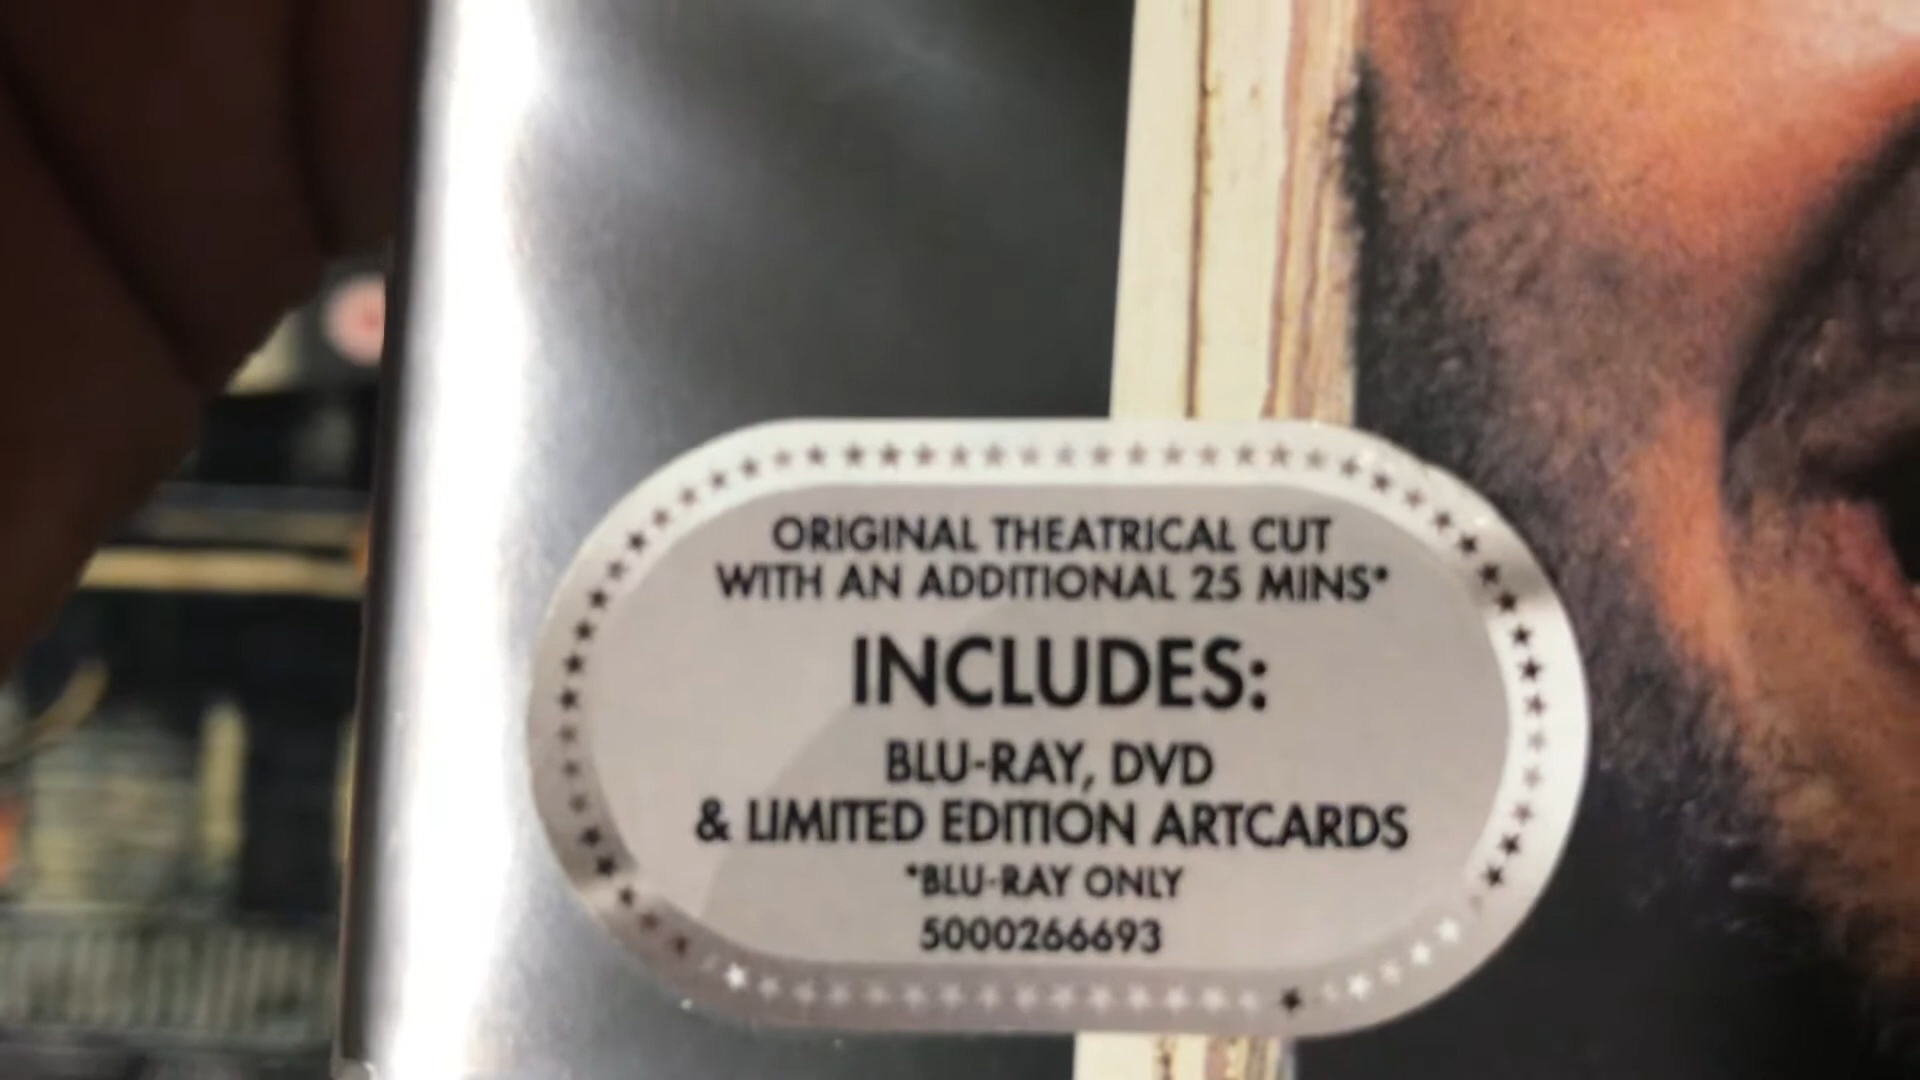 ORIGINAL THEATRICAL CUT
WITH AN ADDITIONAL 25 MINS*
INCLUDES:
BLU-RAY, DVD
& LIMITED EDITION ARTCARDS
*BLU-RAY ONLY
5000266693